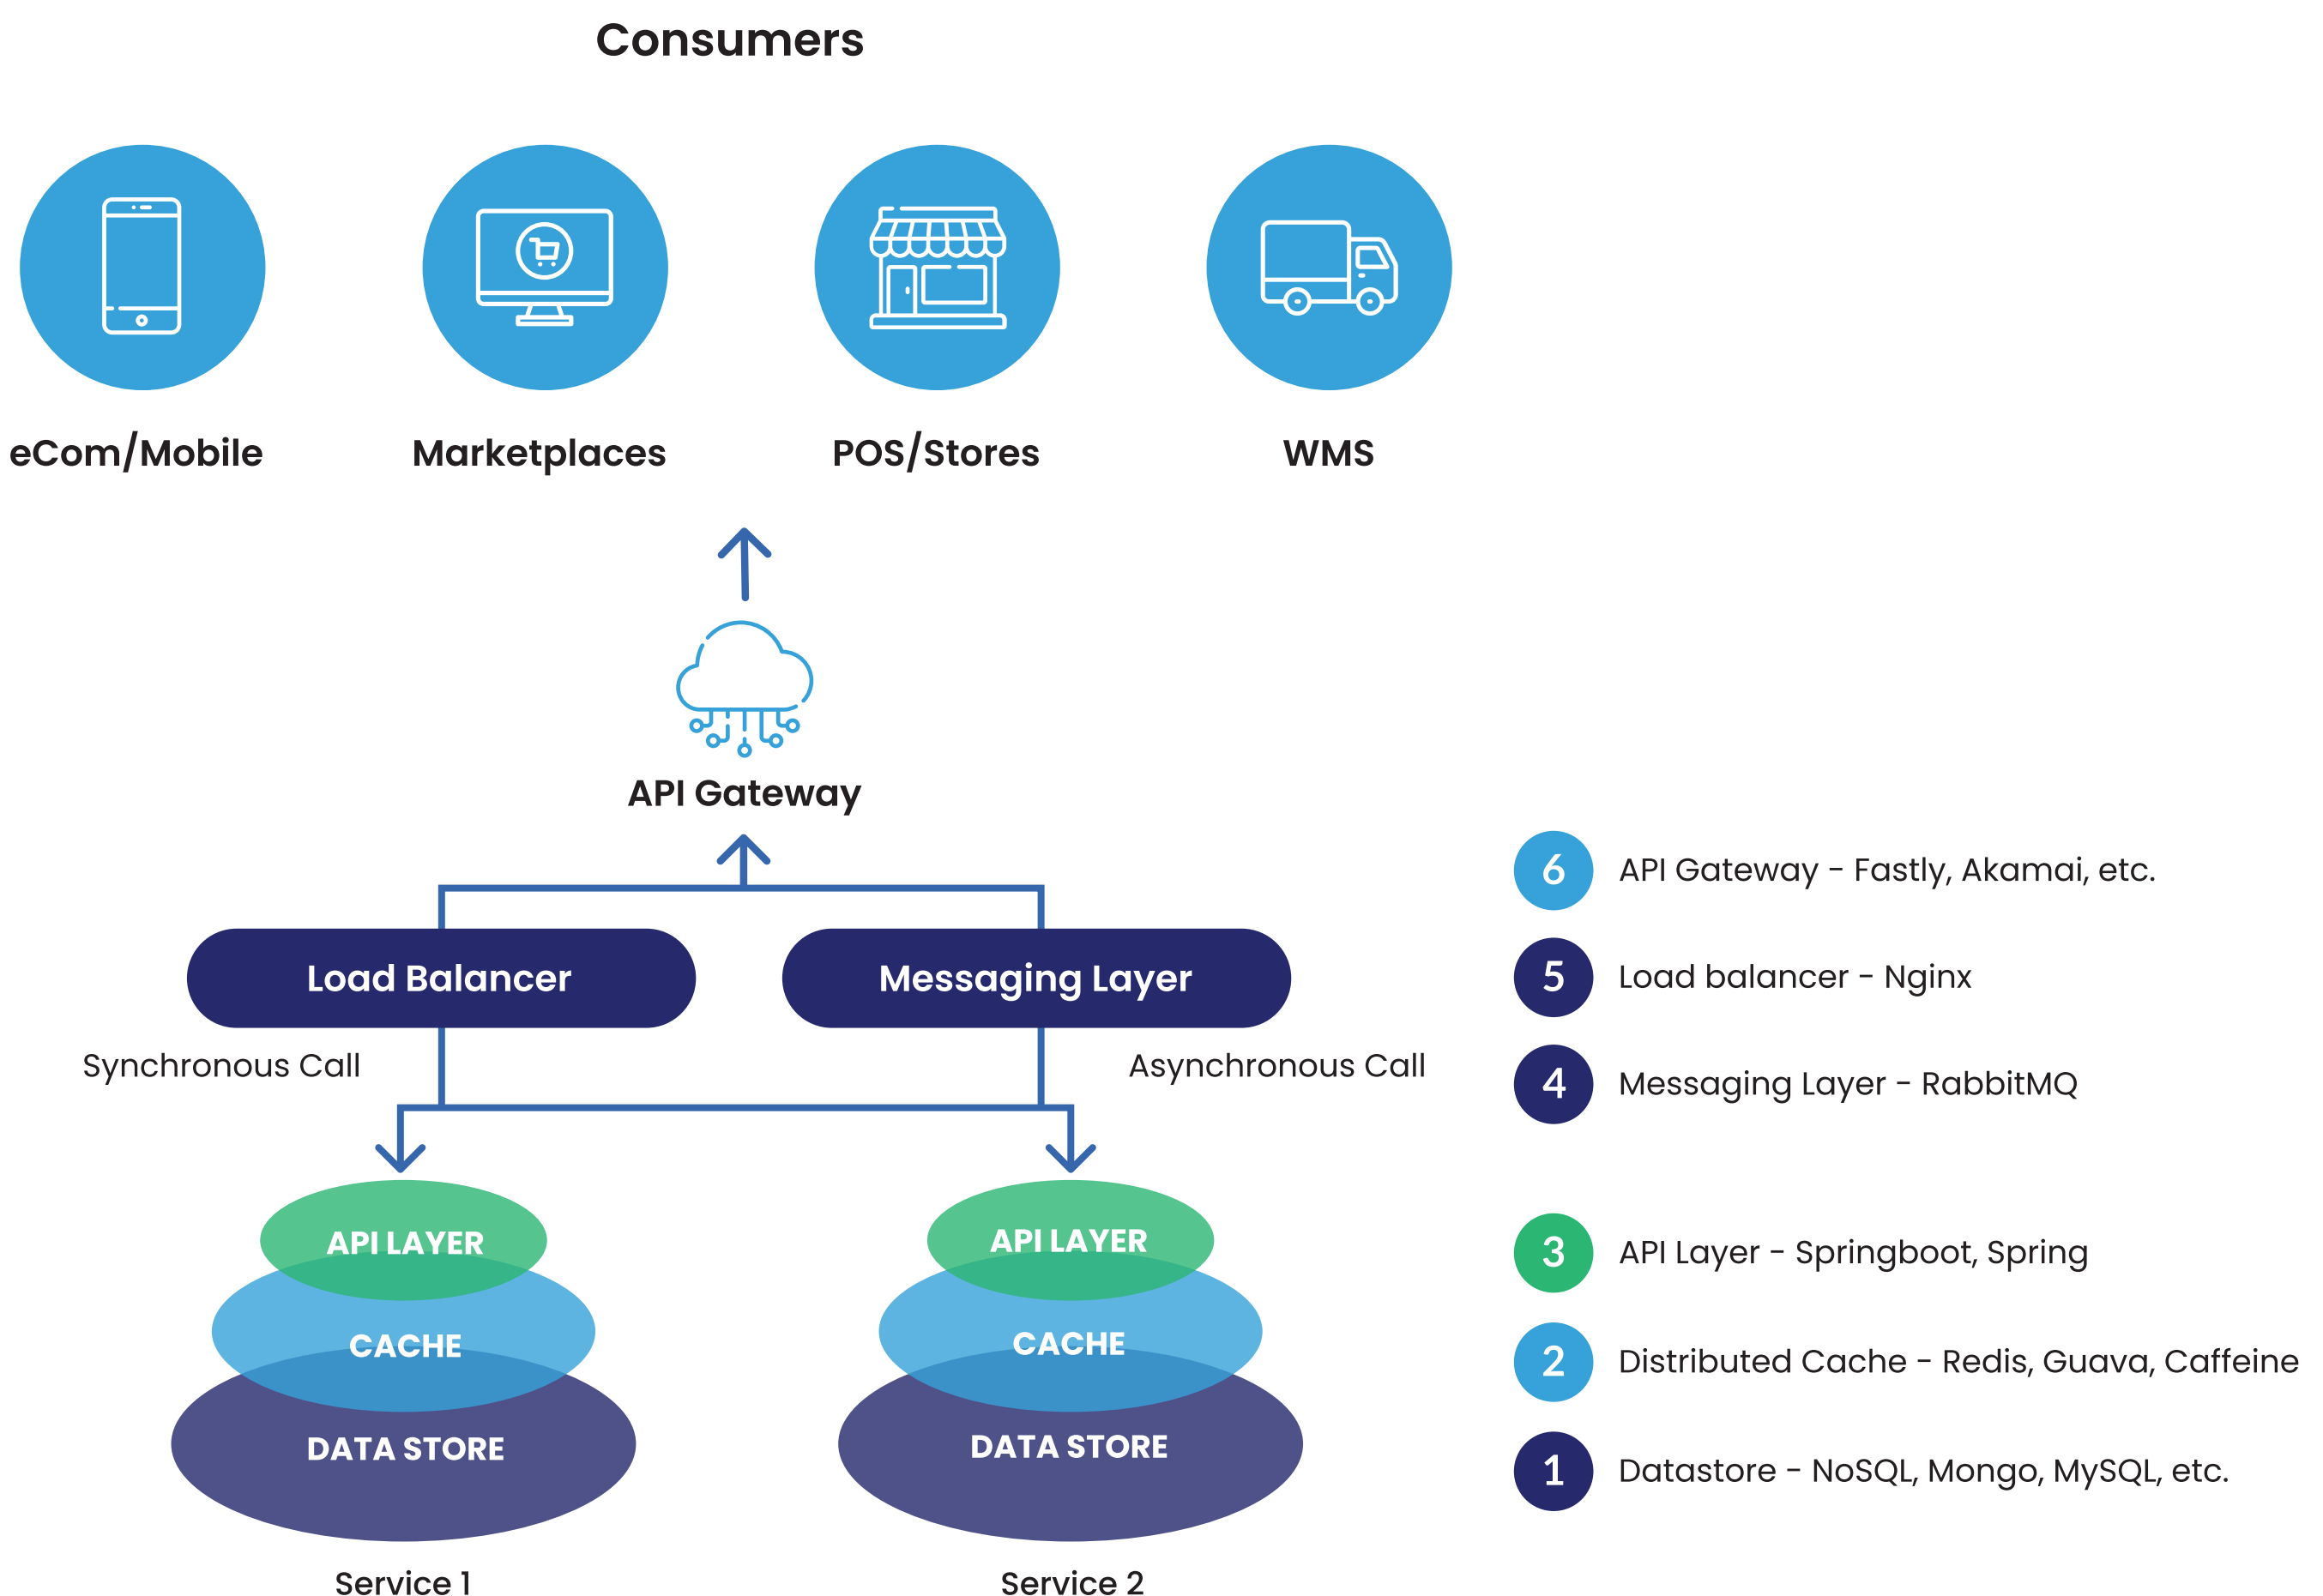 Consumers
eCom/Mobile
Marketplaces
POS/Stores
WMS
API Gateway
Load Balancer
Messaging Layer
Synchronous Call
Asynchronous Call
API LAYER
CACHE
DATA STORE
Service 1
API LAYER
CACHE
DATA STORE
Service 2
6 API Gateway - Fastly, Akamai, etc.
5 Load balancer - Nginx
4 Messaging Layer - RabbitMQ
3 API Layer - Springboot, Spring
2 Distributed Cache - Redis, Guava, Caffeine
1 Datastore - NoSQL, Mongo, MySQL, etc.